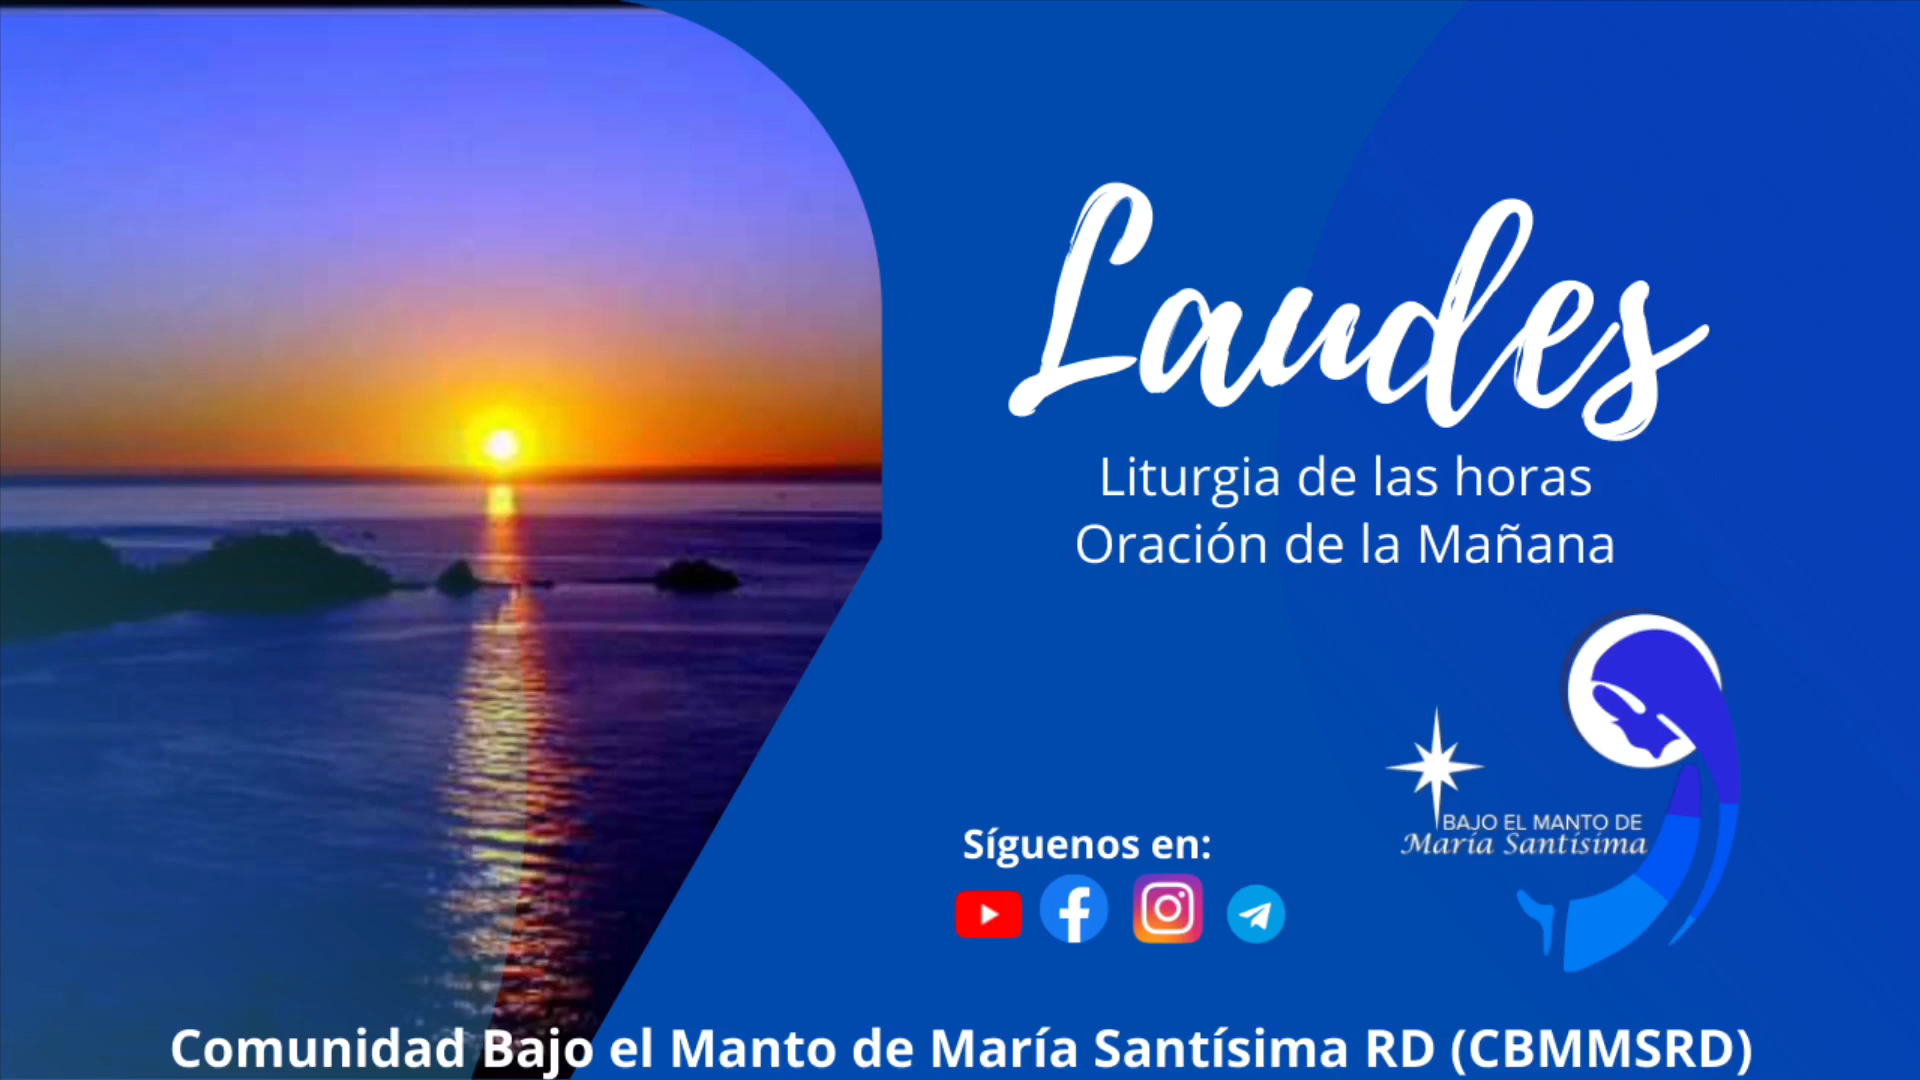 Laudes
Liturgia de las horas
Oración de la Mañana
BAJO EL MANTO DE
María Santísima
Síguenos en:
Comunidad Bajo el Manto de María Santísima RD (CBMMSRD)